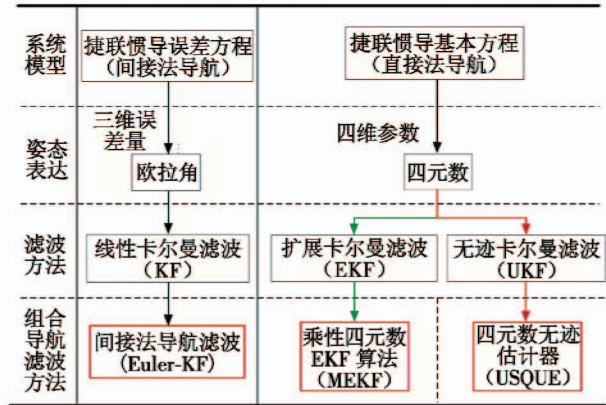 系统
模型
捷联惯导误差方程
(间接法导航)
捷联惯导基本方程
(直接法导航)
三维误
差量
四维参数
姿态
表达
欧拉角
四元数
滤波
方法
线性卡尔曼滤波
(KF)
扩展卡尔曼滤波
(EKF)
无迹卡尔曼滤波
(UKF)
组合
导航
滤波
方法
间接法导航滤波
(Euler-KF)
乘性四元数
EKF 算法
(MEKF)
四元数无迹
估计器
(USQUE)